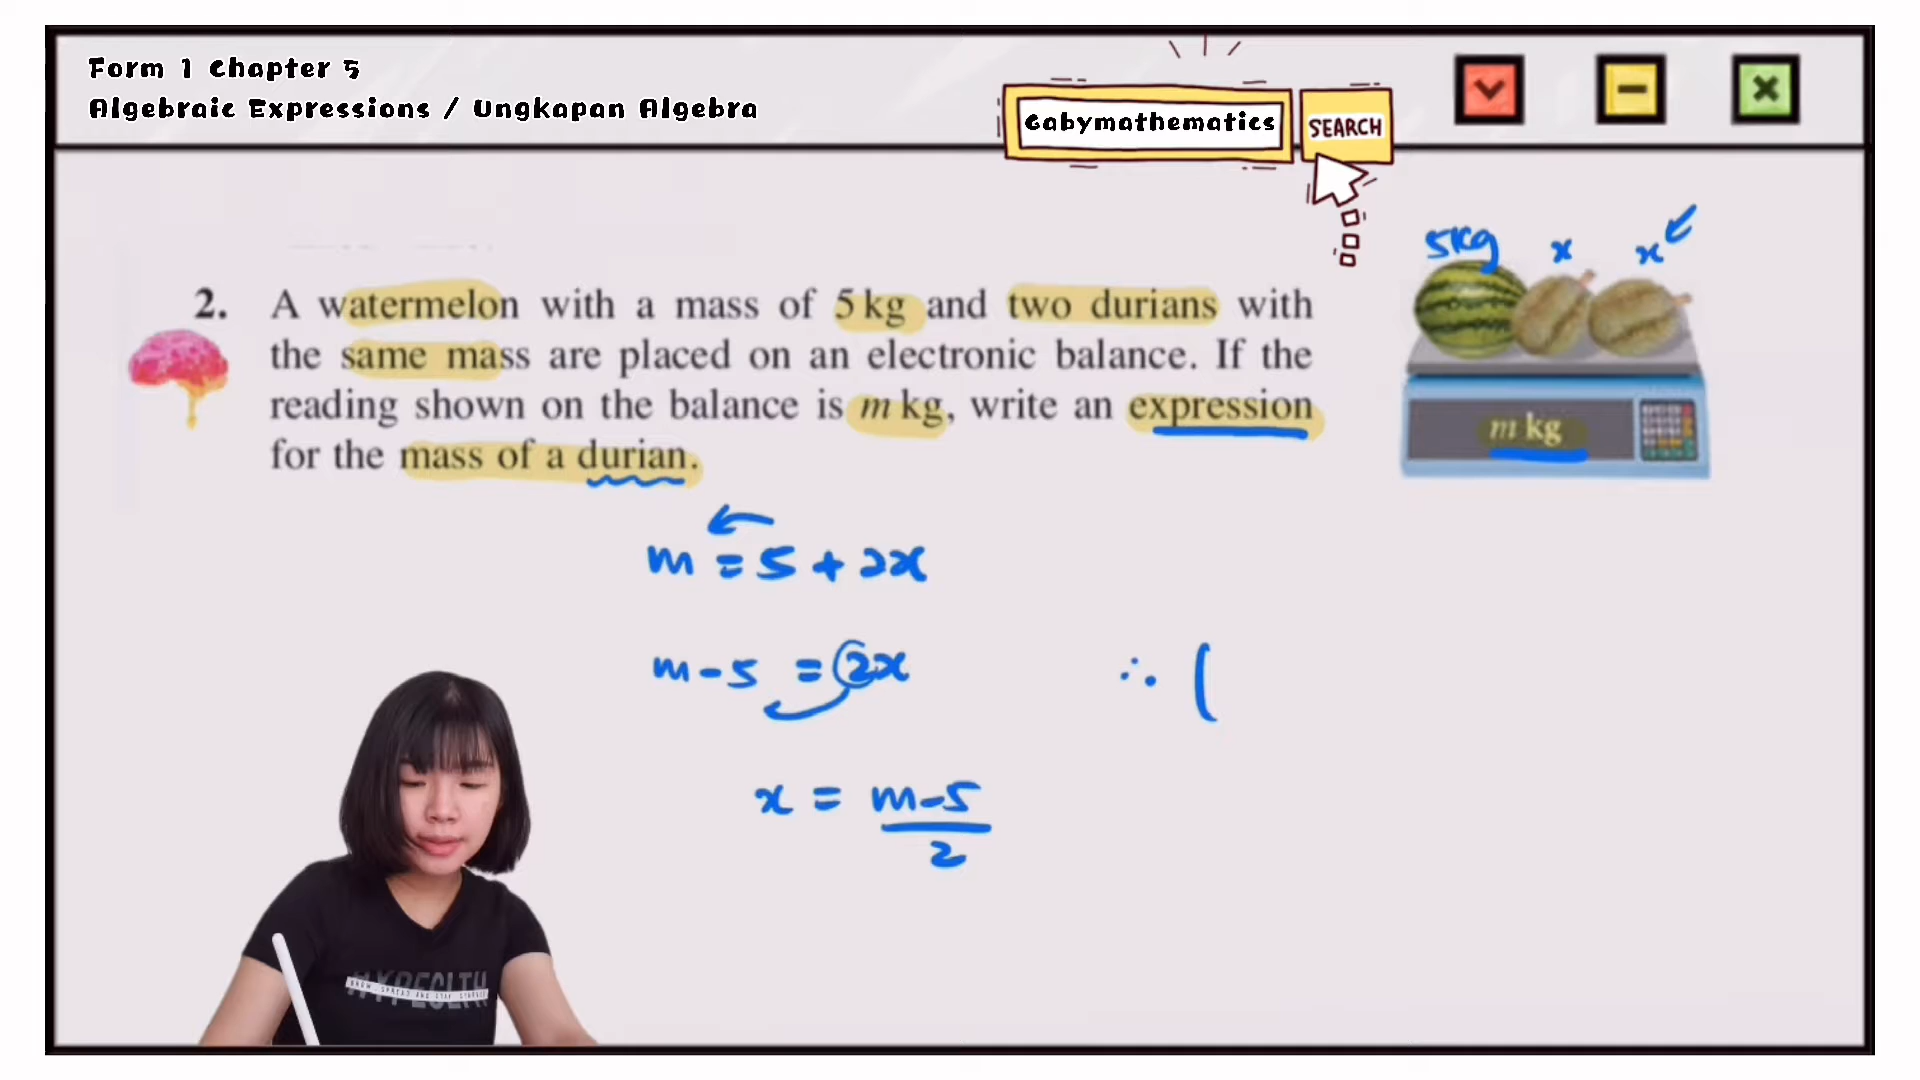 Form 1 Chapter 5
Algebraic Expressions / Ungkapan Algebra
Gabymathematics
SEARCH
5kg x x
2. A watermelon with a mass of 5 kg and two durians with
the same mass are placed on an electronic balance. If the
reading shown on the balance is m kg, write an expression
for the mass of a durian.
m kg
m = 5 + 2x
m - 5 = 2x ∴ (
x = m - 5
2
#HYPECLTH